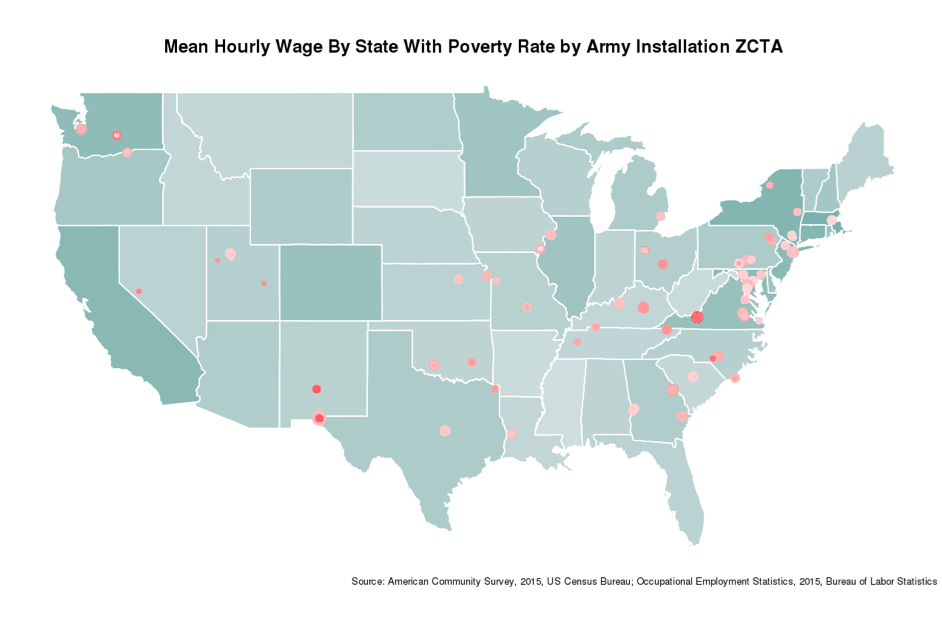 Mean Hourly Wage By State With Poverty Rate by Army Installation ZCTA
Source: American Community Survey, 2015, US Census Bureau; Occupational Employment Statistics, 2015, Bureau of Labor Statistics